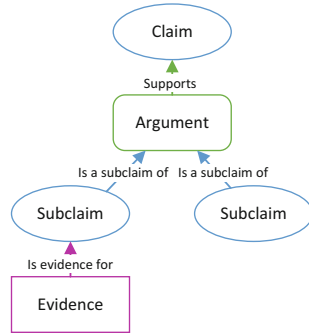 Claim
Supports
Argument
Is a subclaim of Is a subclaim of
Subclaim Subclaim
Is evidence for
Evidence